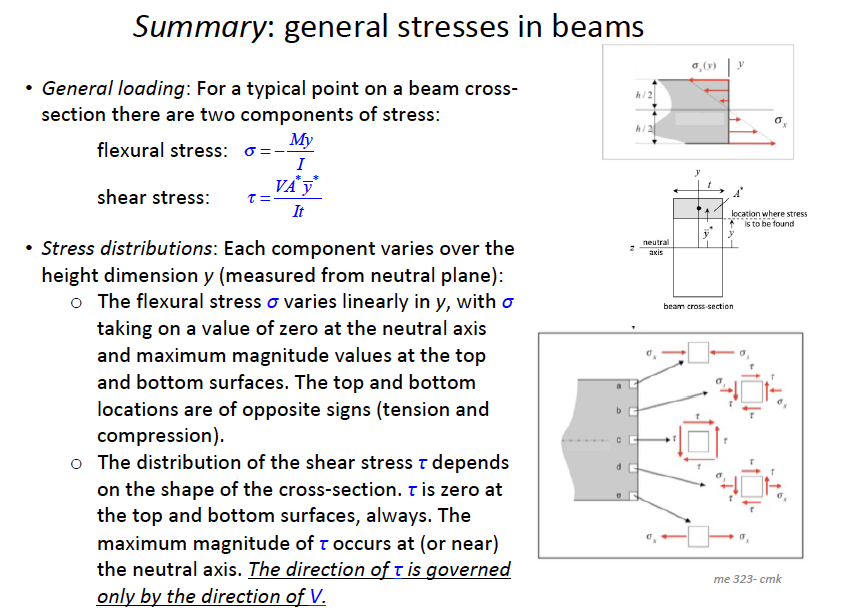 Summary: general stresses in beams
• General loading: For a typical point on a beam cross-
section there are two components of stress:
flexural stress: σ = − My / I
shear stress: τ = VA* ȳ* / It
• Stress distributions: Each component varies over the
height dimension y (measured from neutral plane):
o The flexural stress σ varies linearly in y, with σ
taking on a value of zero at the neutral axis
and maximum magnitude values at the top
and bottom surfaces. The top and bottom
locations are of opposite signs (tension and
compression).
o The distribution of the shear stress τ depends
on the shape of the cross-section. τ is zero at
the top and bottom surfaces, always. The
maximum magnitude of τ occurs at (or near)
the neutral axis. The direction of τ is governed
only by the direction of V.
σx(y) y
h/2
h/2
σx
y
t
A*
location where stress
is to be found
ȳ* y
z neutral
axis
beam cross-section
σx σx
a
τ τ
σx
b
τ τ σx
τ
c τ τ
τ
d
τ τ
σx
e
τ τ σx
σx σx
me 323- cmk